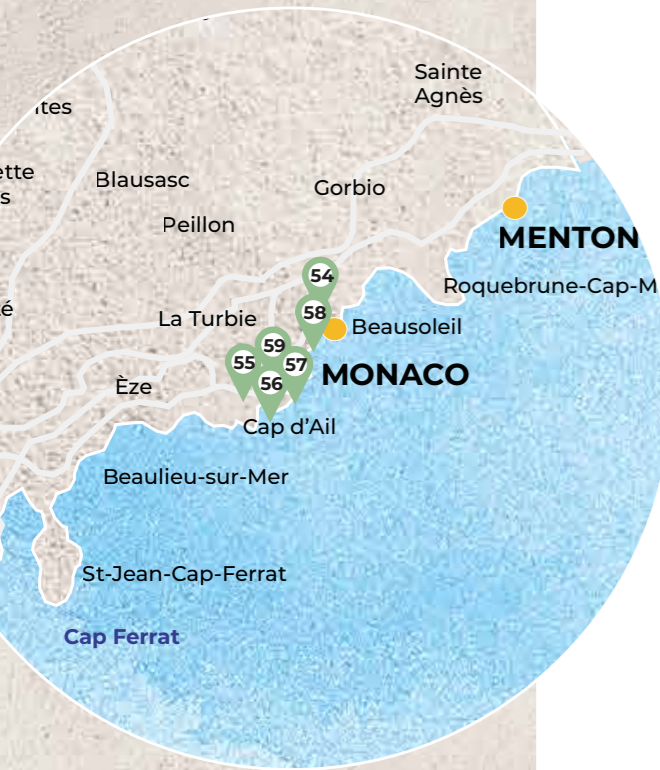 Sainte
Agnès
Blausasc
Gorbio
Peillon
MENTON
54
Roquebrune-Cap-M
58
La Turbie
Beausoleil
59
55
57
MONACO
56
Èze
Cap d'Ail
Beaulieu-sur-Mer
St-Jean-Cap-Ferrat
Cap Ferrat